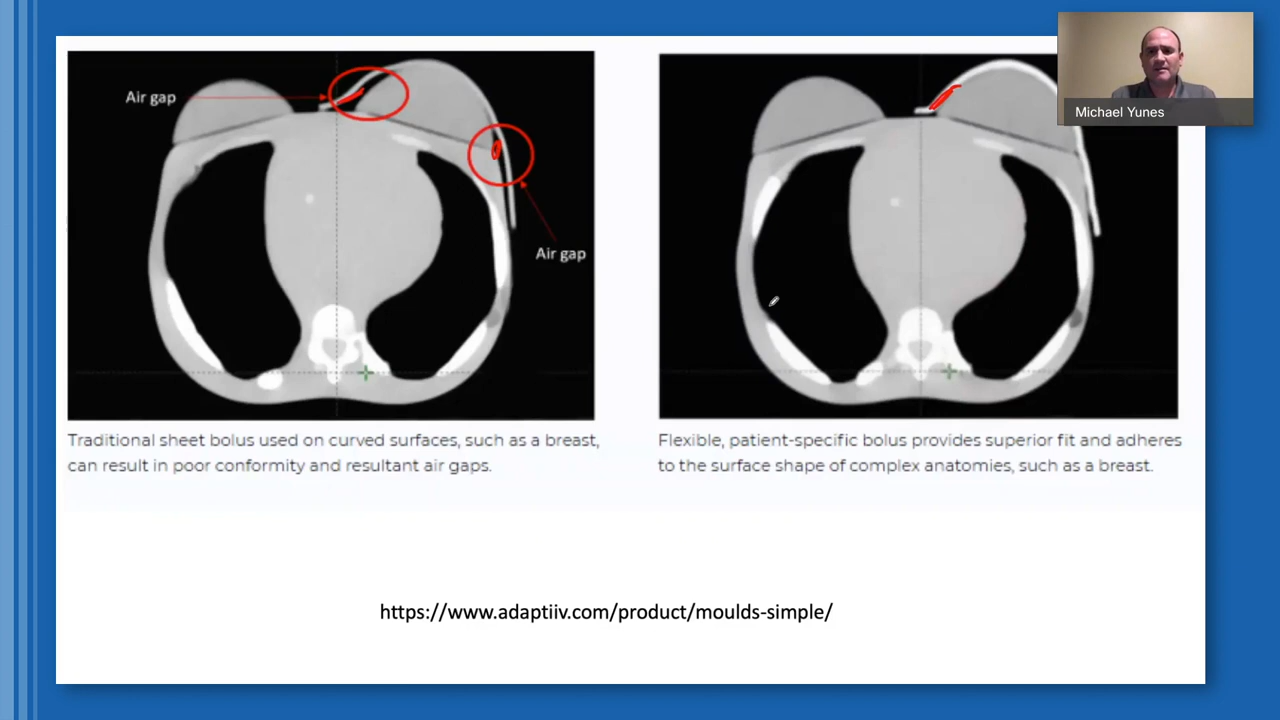 Air gap
Air gap
Michael Yunes
Traditional sheet bolus used on curved surfaces, such as a breast,
can result in poor conformity and resultant air gaps.
Flexible, patient-specific bolus provides superior fit and adheres
to the surface shape of complex anatomies, such as a breast.
https://www.adaptiiv.com/product/moulds-simple/